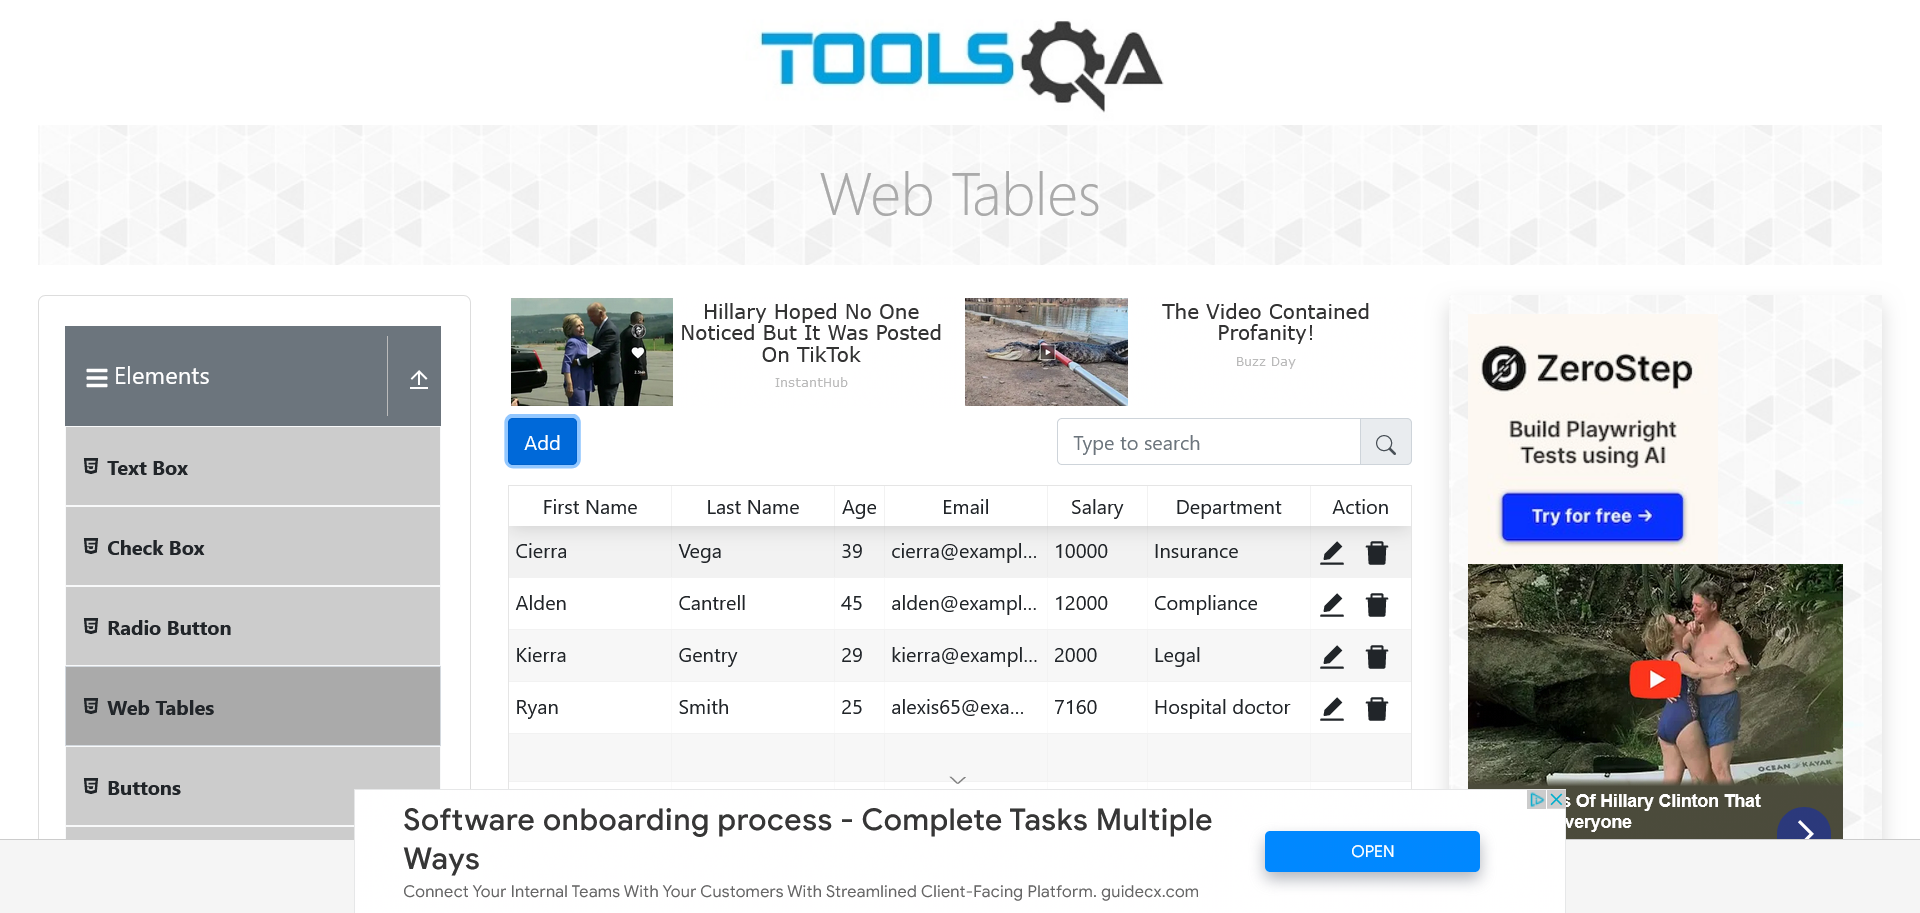 TOOLSQA
Web Tables
Elements
Text Box
Check Box
Radio Button
Web Tables
Buttons
Hillary Hoped No One
Noticed But It Was Posted
On TikTok
InstantHub
The Video Contained
Profanity!
Buzz Day
Add
Type to search
First Name Last Name Age Email Salary Department Action
Cierra Vega 39 cierra@exampl... 10000 Insurance
Alden Cantrell 45 alden@exampl... 12000 Compliance
Kierra Gentry 29 kierra@exampl... 2000 Legal
Ryan Smith 25 alexis65@exa... 7160 Hospital doctor
ZeroStep
Build Playwright
Tests using AI
Try for free →
OCEAN KAYAK
s Of Hillary Clinton That
veryone
Software onboarding process - Complete Tasks Multiple
Ways
Connect Your Internal Teams With Your Customers With Streamlined Client-Facing Platform. guidecx.com
OPEN